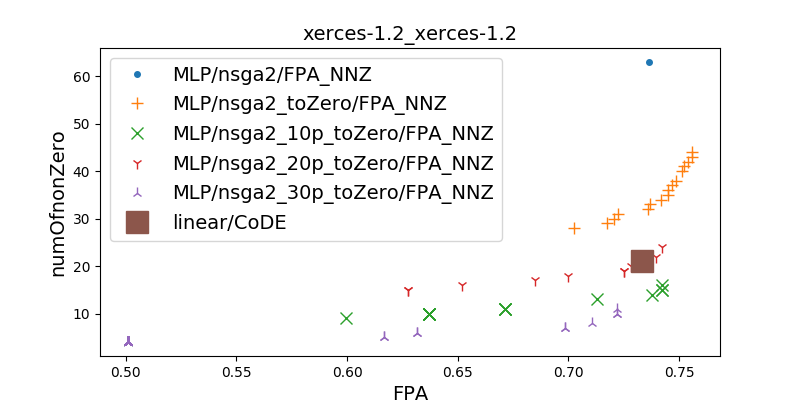 xerces-1.2_xerces-1.2
MLP/nsga2/FPA_NNZ
MLP/nsga2_toZero/FPA_NNZ
MLP/nsga2_10p_toZero/FPA_NNZ
MLP/nsga2_20p_toZero/FPA_NNZ
MLP/nsga2_30p_toZero/FPA_NNZ
linear/CoDE
numOfnonZero
60
50
40
30
20
10
0.50 0.55 0.60 0.65 0.70 0.75
FPA